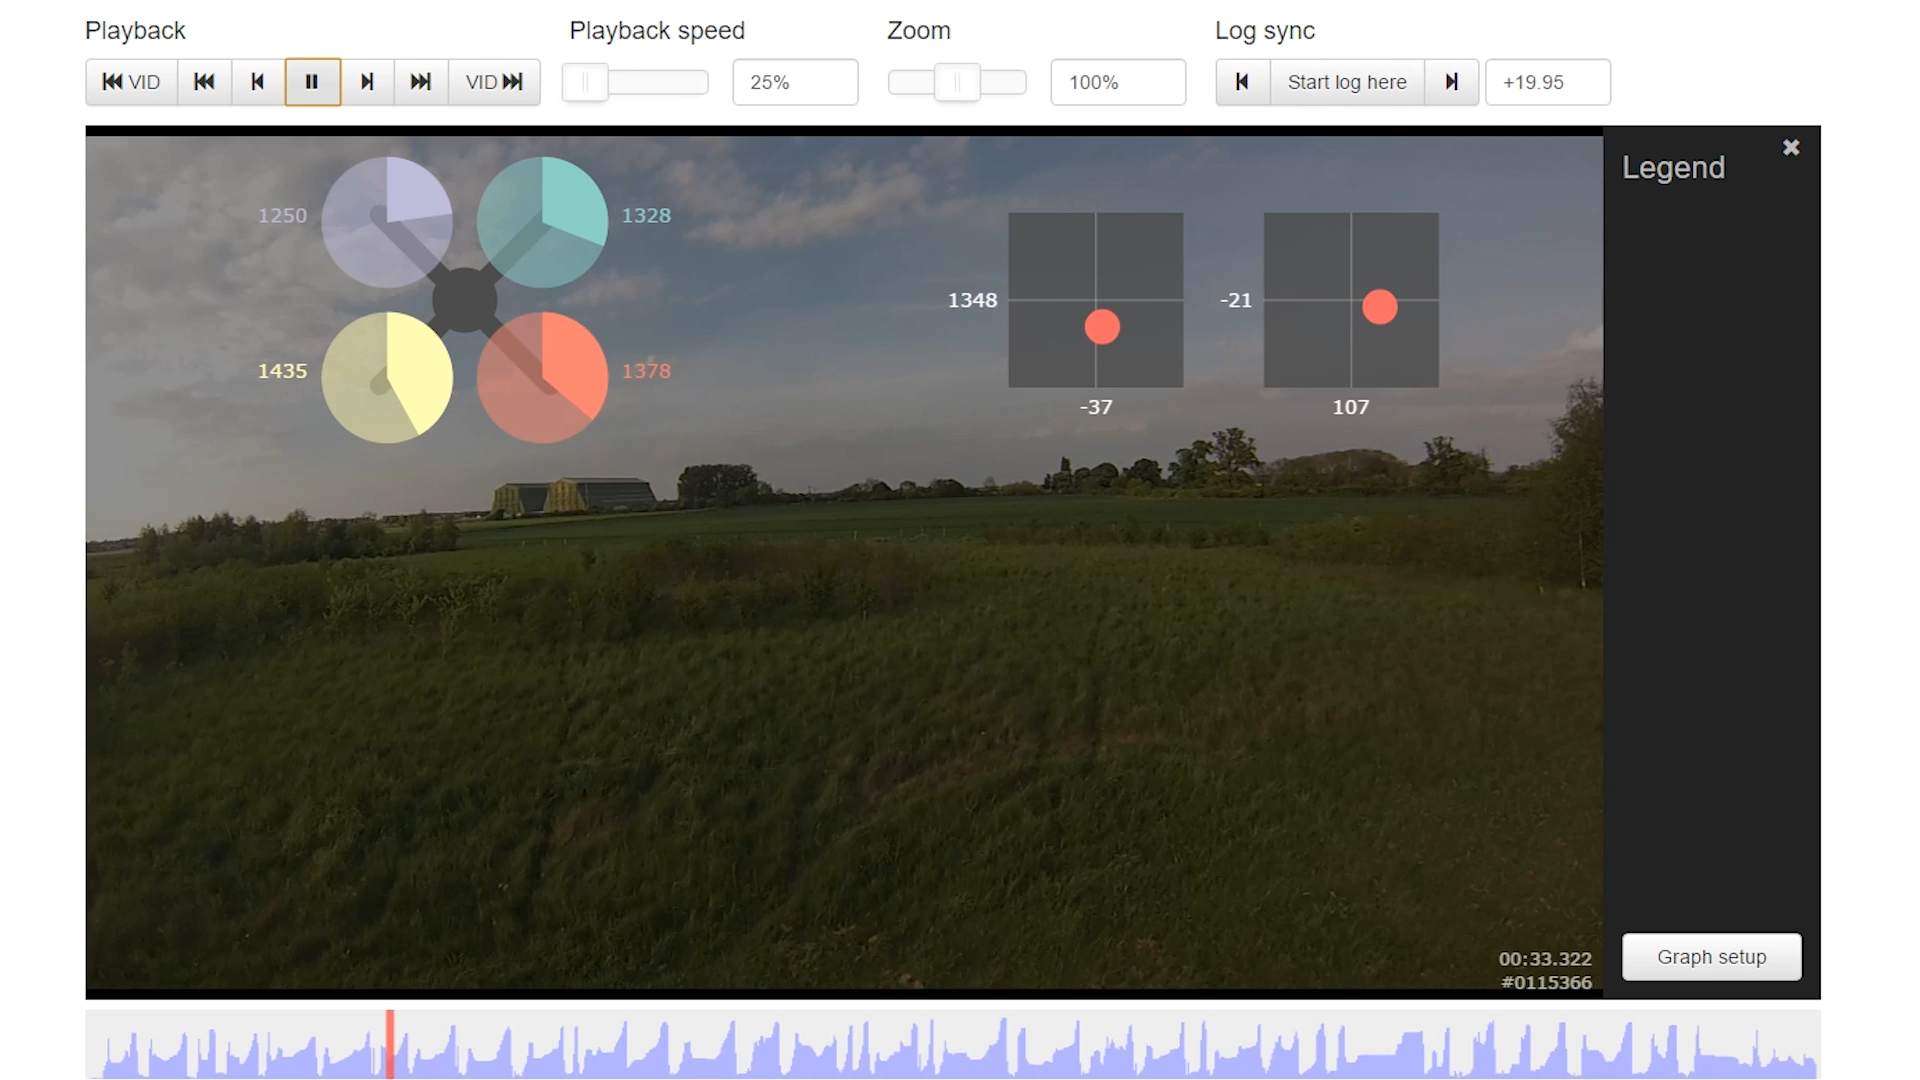 Playback
Playback speed
Zoom
Log sync
VID
VID
25%
100%
Start log here
+19.95
Legend
1250
1328
1348
-21
1435
1378
-37
107
00:33.322
#0115366
Graph setup